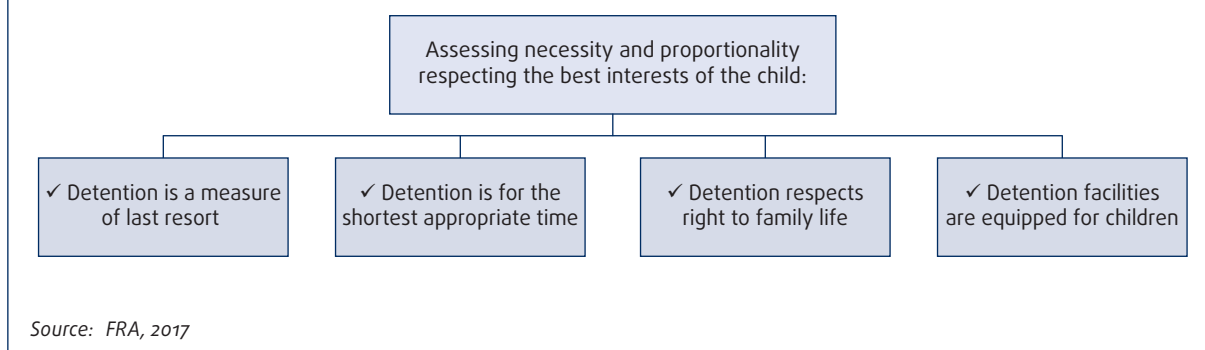 Assessing necessity and proportionality
respecting the best interests of the child:
✓ Detention is a measure
of last resort
✓ Detention is for the
shortest appropriate time
✓ Detention respects
right to family life
✓ Detention facilities
are equipped for children
Source: FRA, 2017